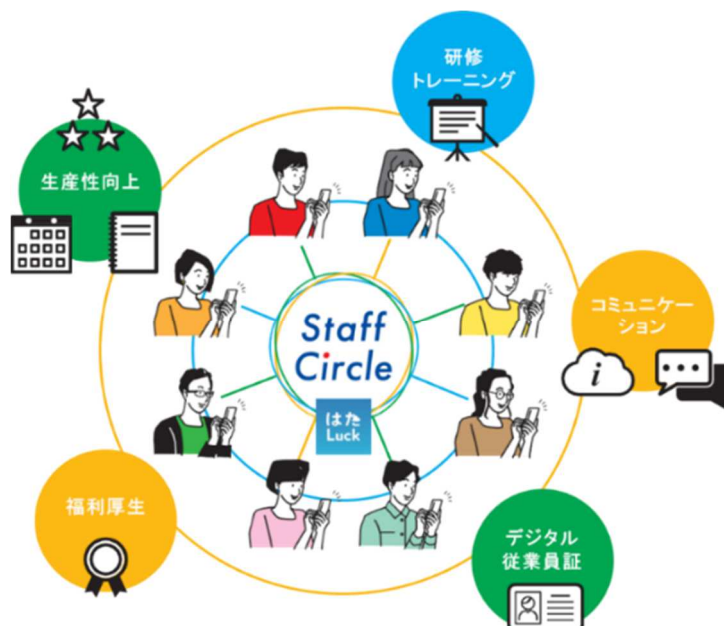 研修
トレーニング
生産性向上
コミュニケー
ション
Staff
Circle
はた
Luck
福利厚生
デジタル
従業員証
i